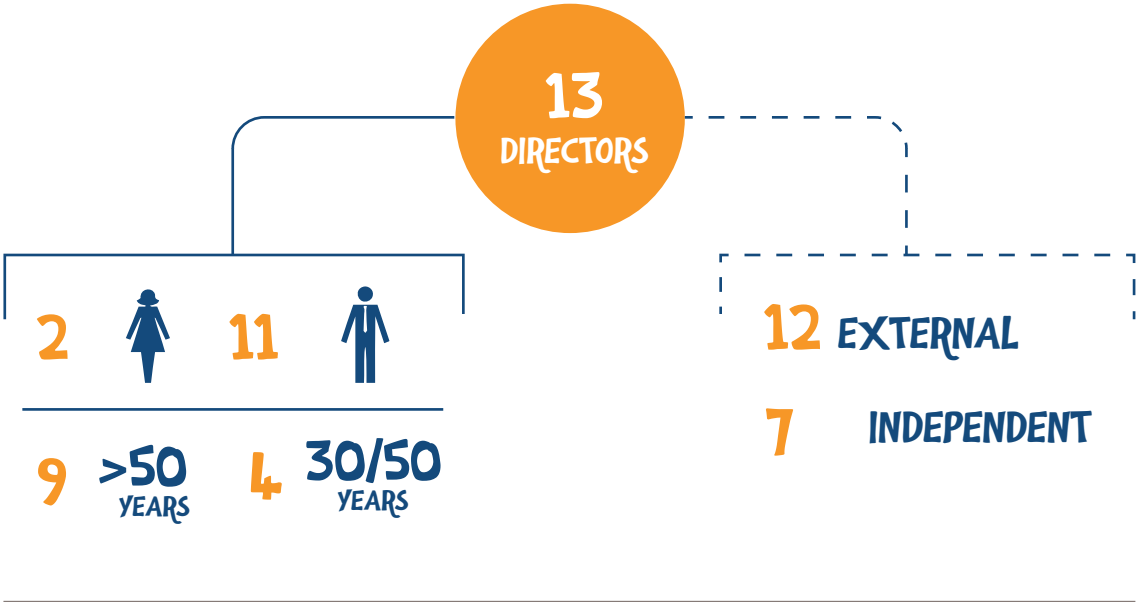 13
DIRECTORS
2 11
12 EXTERNAL
7 INDEPENDENT
9 >50 YEARS
4 30/50 YEARS